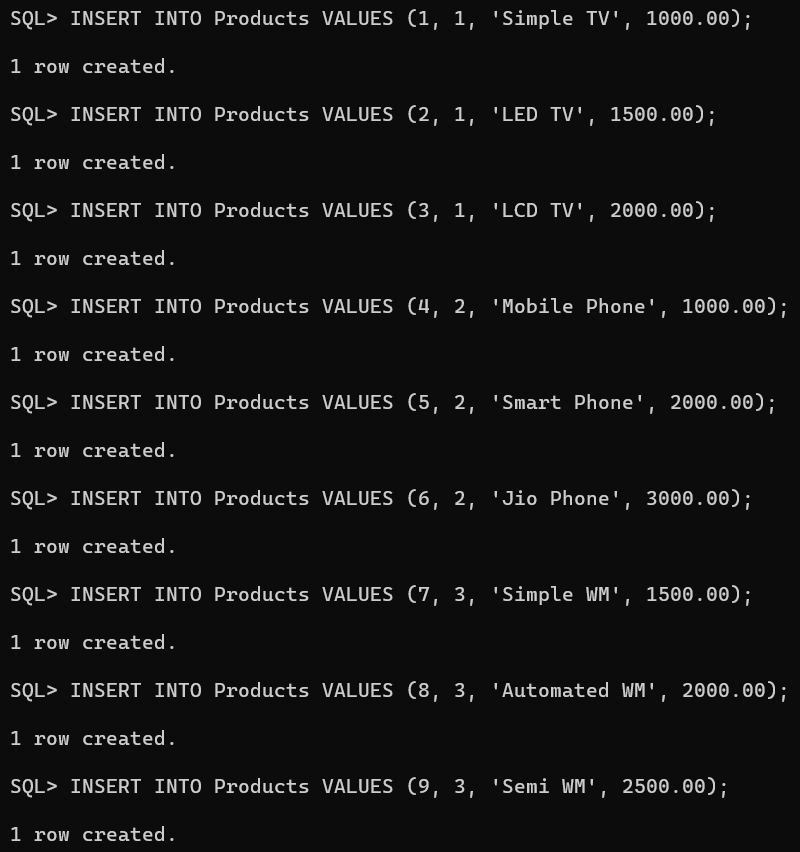 SQL> INSERT INTO Products VALUES (1, 1, 'Simple TV', 1000.00);
1 row created.
SQL> INSERT INTO Products VALUES (2, 1, 'LED TV', 1500.00);
1 row created.
SQL> INSERT INTO Products VALUES (3, 1, 'LCD TV', 2000.00);
1 row created.
SQL> INSERT INTO Products VALUES (4, 2, 'Mobile Phone', 1000.00);
1 row created.
SQL> INSERT INTO Products VALUES (5, 2, 'Smart Phone', 2000.00);
1 row created.
SQL> INSERT INTO Products VALUES (6, 2, 'Jio Phone', 3000.00);
1 row created.
SQL> INSERT INTO Products VALUES (7, 3, 'Simple WM', 1500.00);
1 row created.
SQL> INSERT INTO Products VALUES (8, 3, 'Automated WM', 2000.00);
1 row created.
SQL> INSERT INTO Products VALUES (9, 3, 'Semi WM', 2500.00);
1 row created.